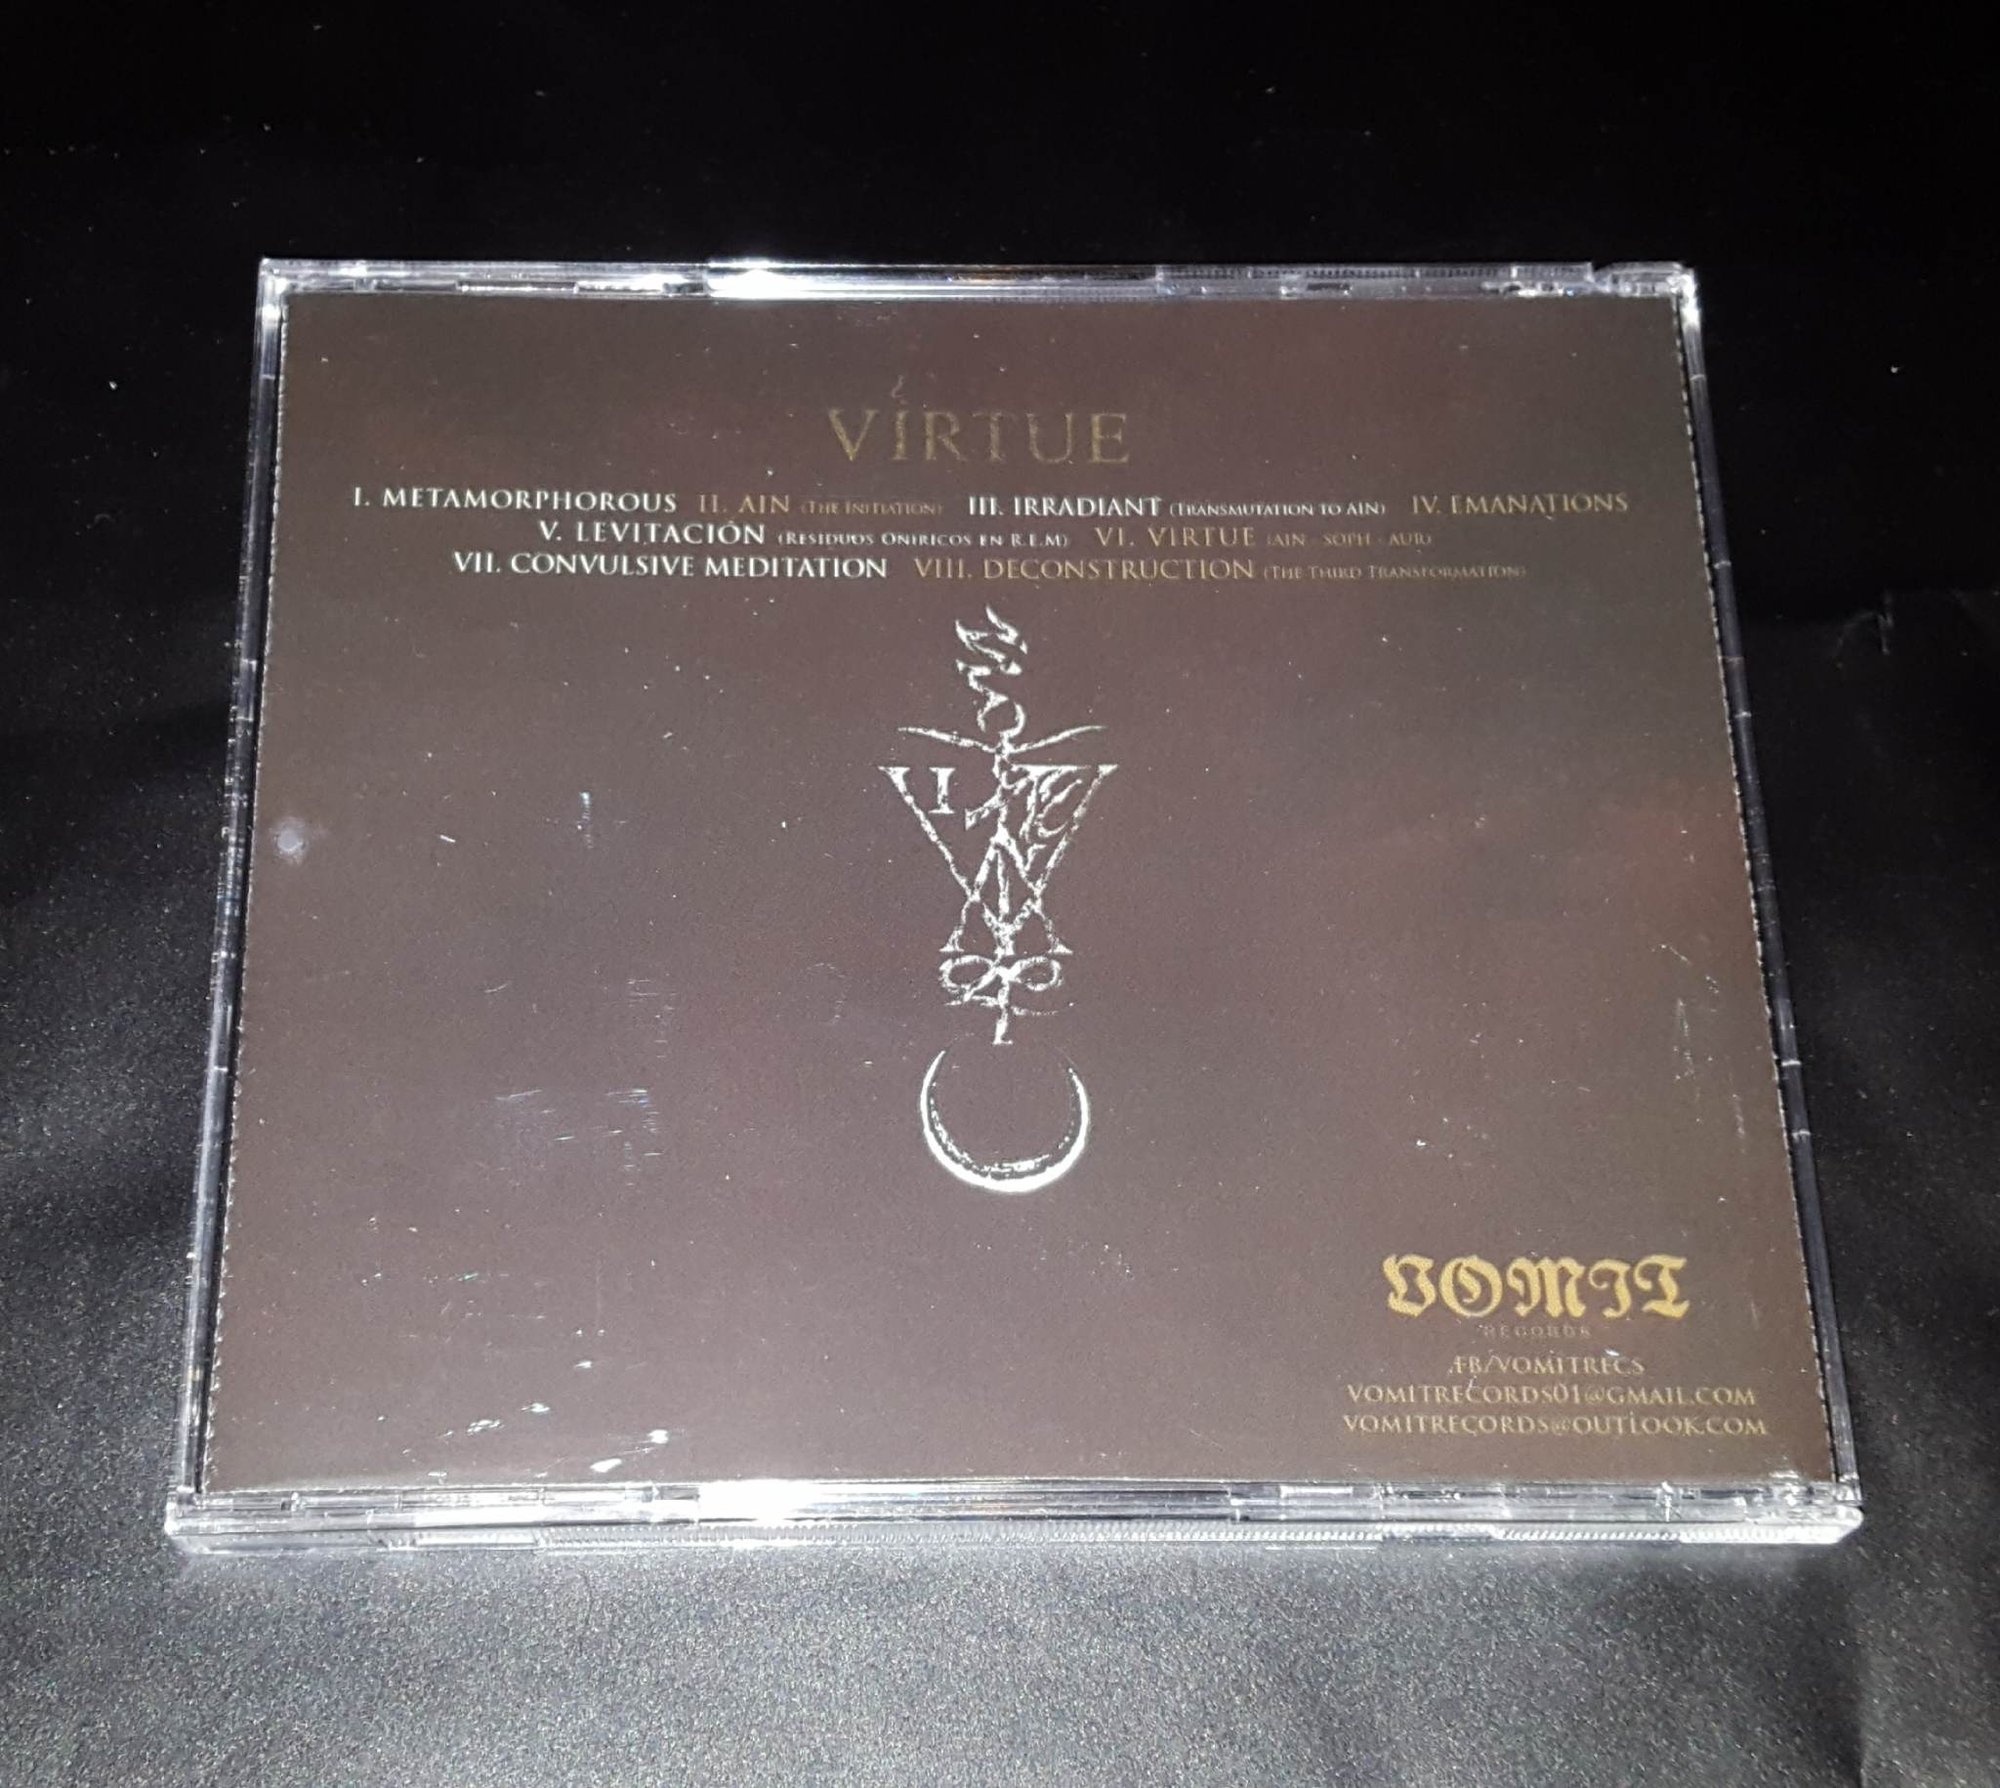 VIRTUE
I. METAMORPHOROUS II. AIN (THE INITIATION) III. IRRADIANT (TRANSMUTATION TO AIN) IV. EMANATIONS
V. LEVITACIÓN (RESIDUOS ONIRICOS EN R.E.M) VI. VIRTUE (AIN - SOPH - AUR)
VII. CONVULSIVE MEDITATION VIII. DECONSTRUCTION (THE THIRD TRANSFORMATION)
VOMIT
RECORDS
FB/VOMITRECS
VOMITRECORDS01@GMAIL.COM
VOMITRECORDS@OUTLOOK.COM